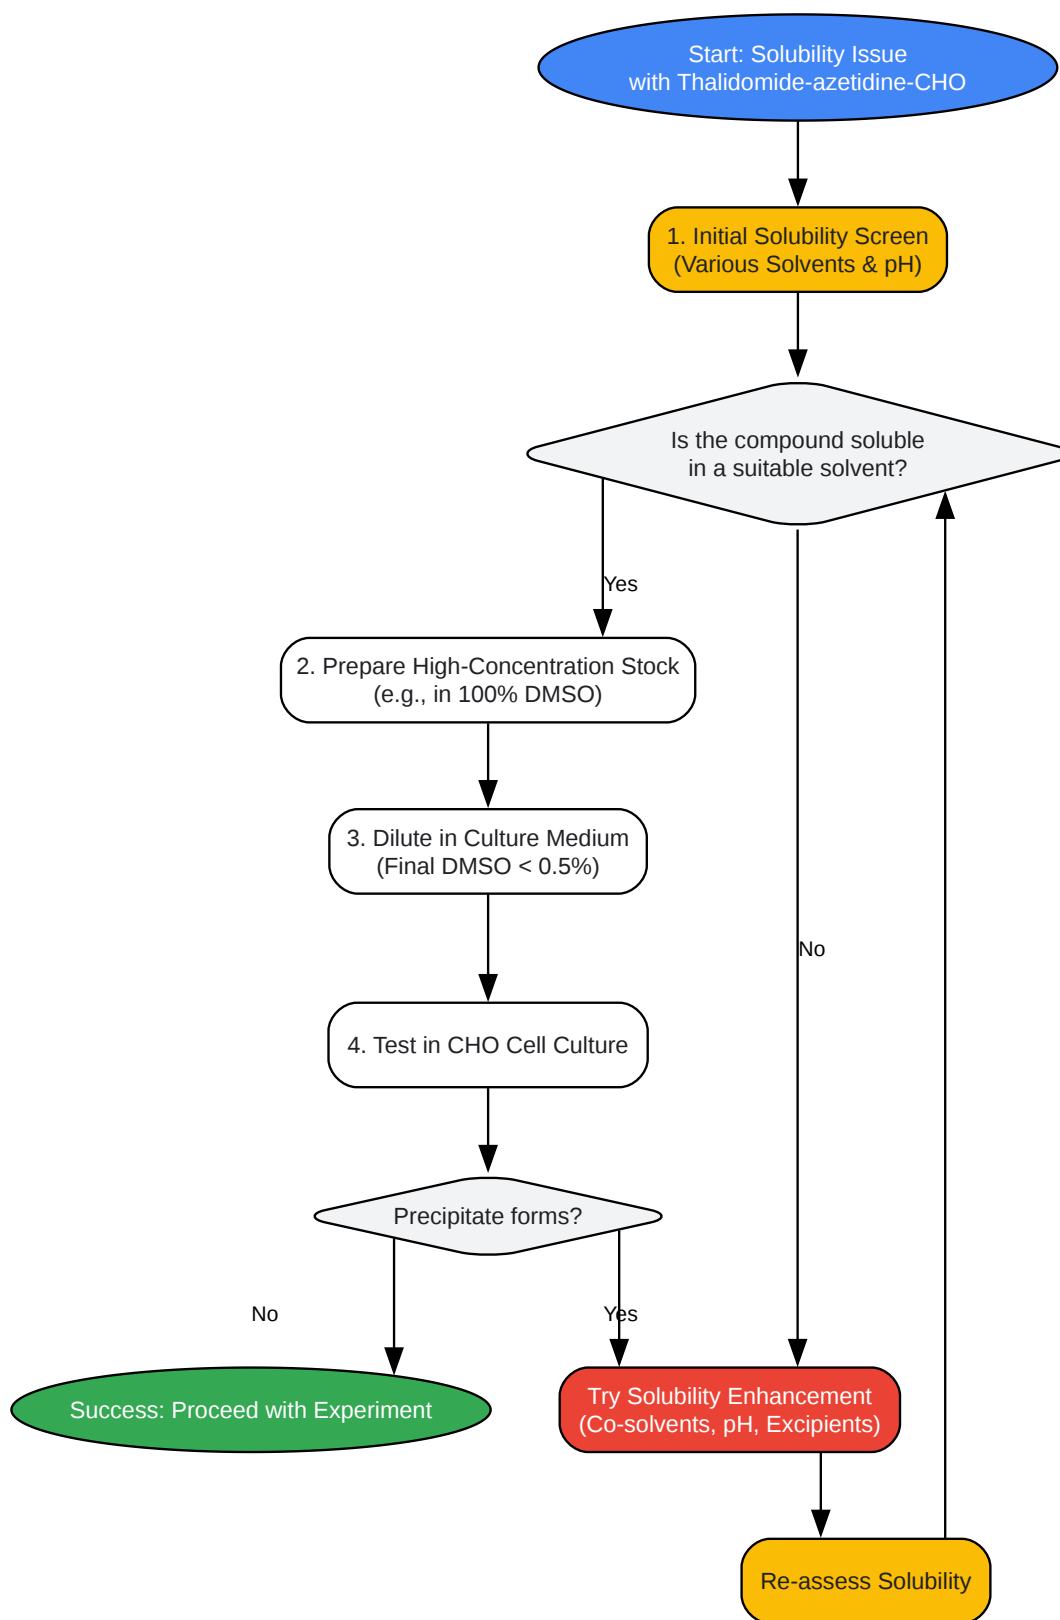 Start: Solubility Issue
with Thalidomide-azetidine-CHO
1. Initial Solubility Screen
(Various Solvents & pH)
Is the compound soluble
in a suitable solvent?
Yes
2. Prepare High-Concentration Stock
(e.g., in 100% DMSO)
3. Dilute in Culture Medium
(Final DMSO < 0.5%)
No
4. Test in CHO Cell Culture
Precipitate forms?
No
Yes
Success: Proceed with Experiment
Try Solubility Enhancement
(Co-solvents, pH, Excipients)
Re-assess Solubility